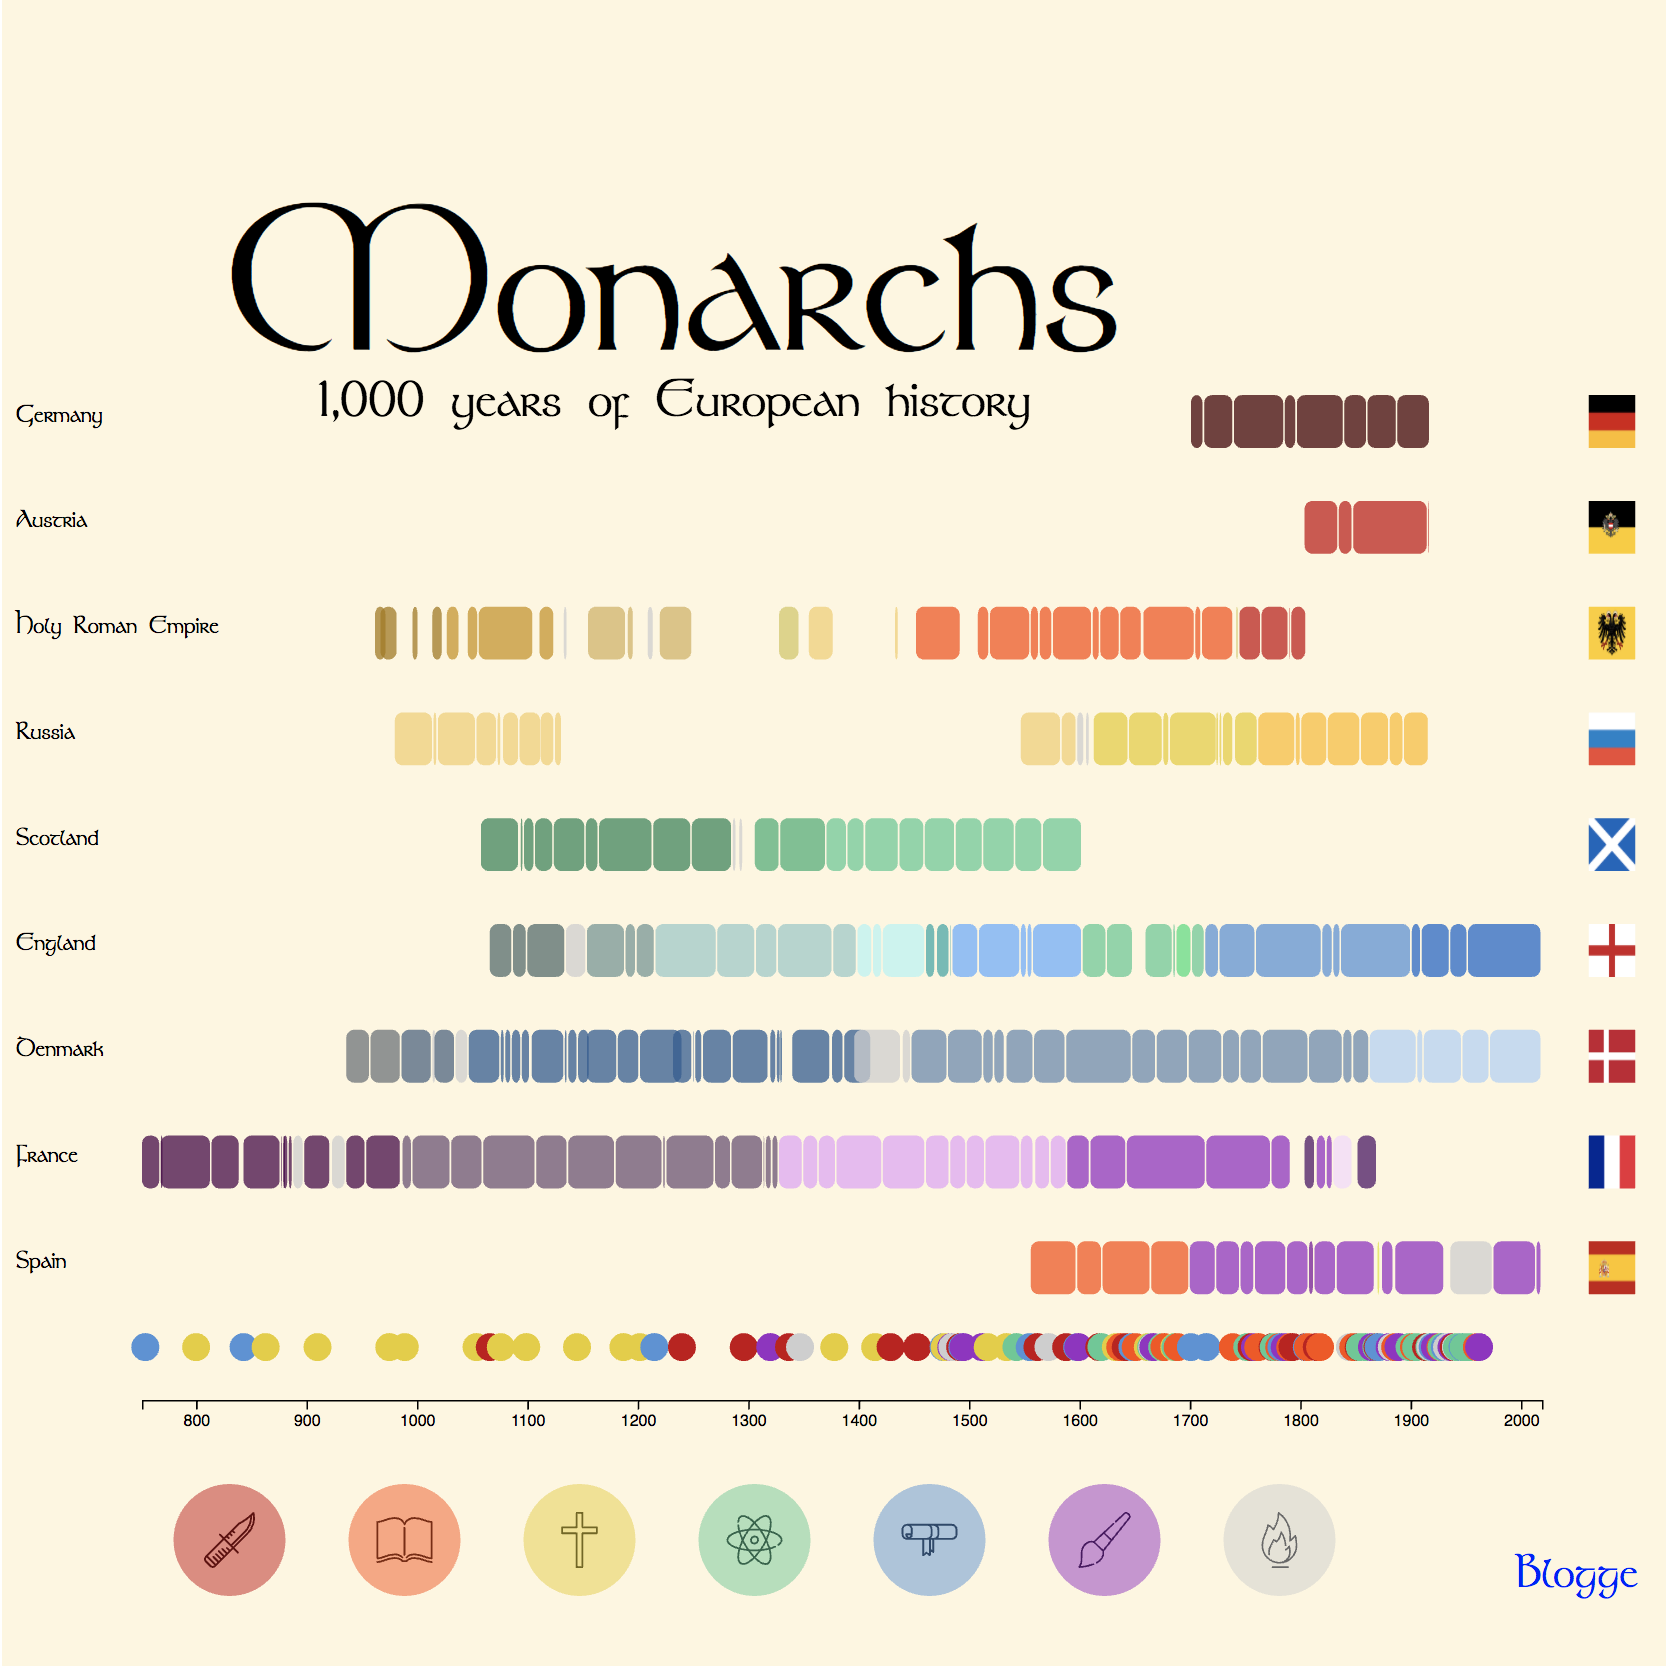 Monarchs
1,000 years of European history
Germany
Austria
Holy Roman Empire
Russia
Scotland
England
Denmark
France
Spain
800 900 1000 1100 1200 1300 1400 1500 1600 1700 1800 1900 2000
Blogge